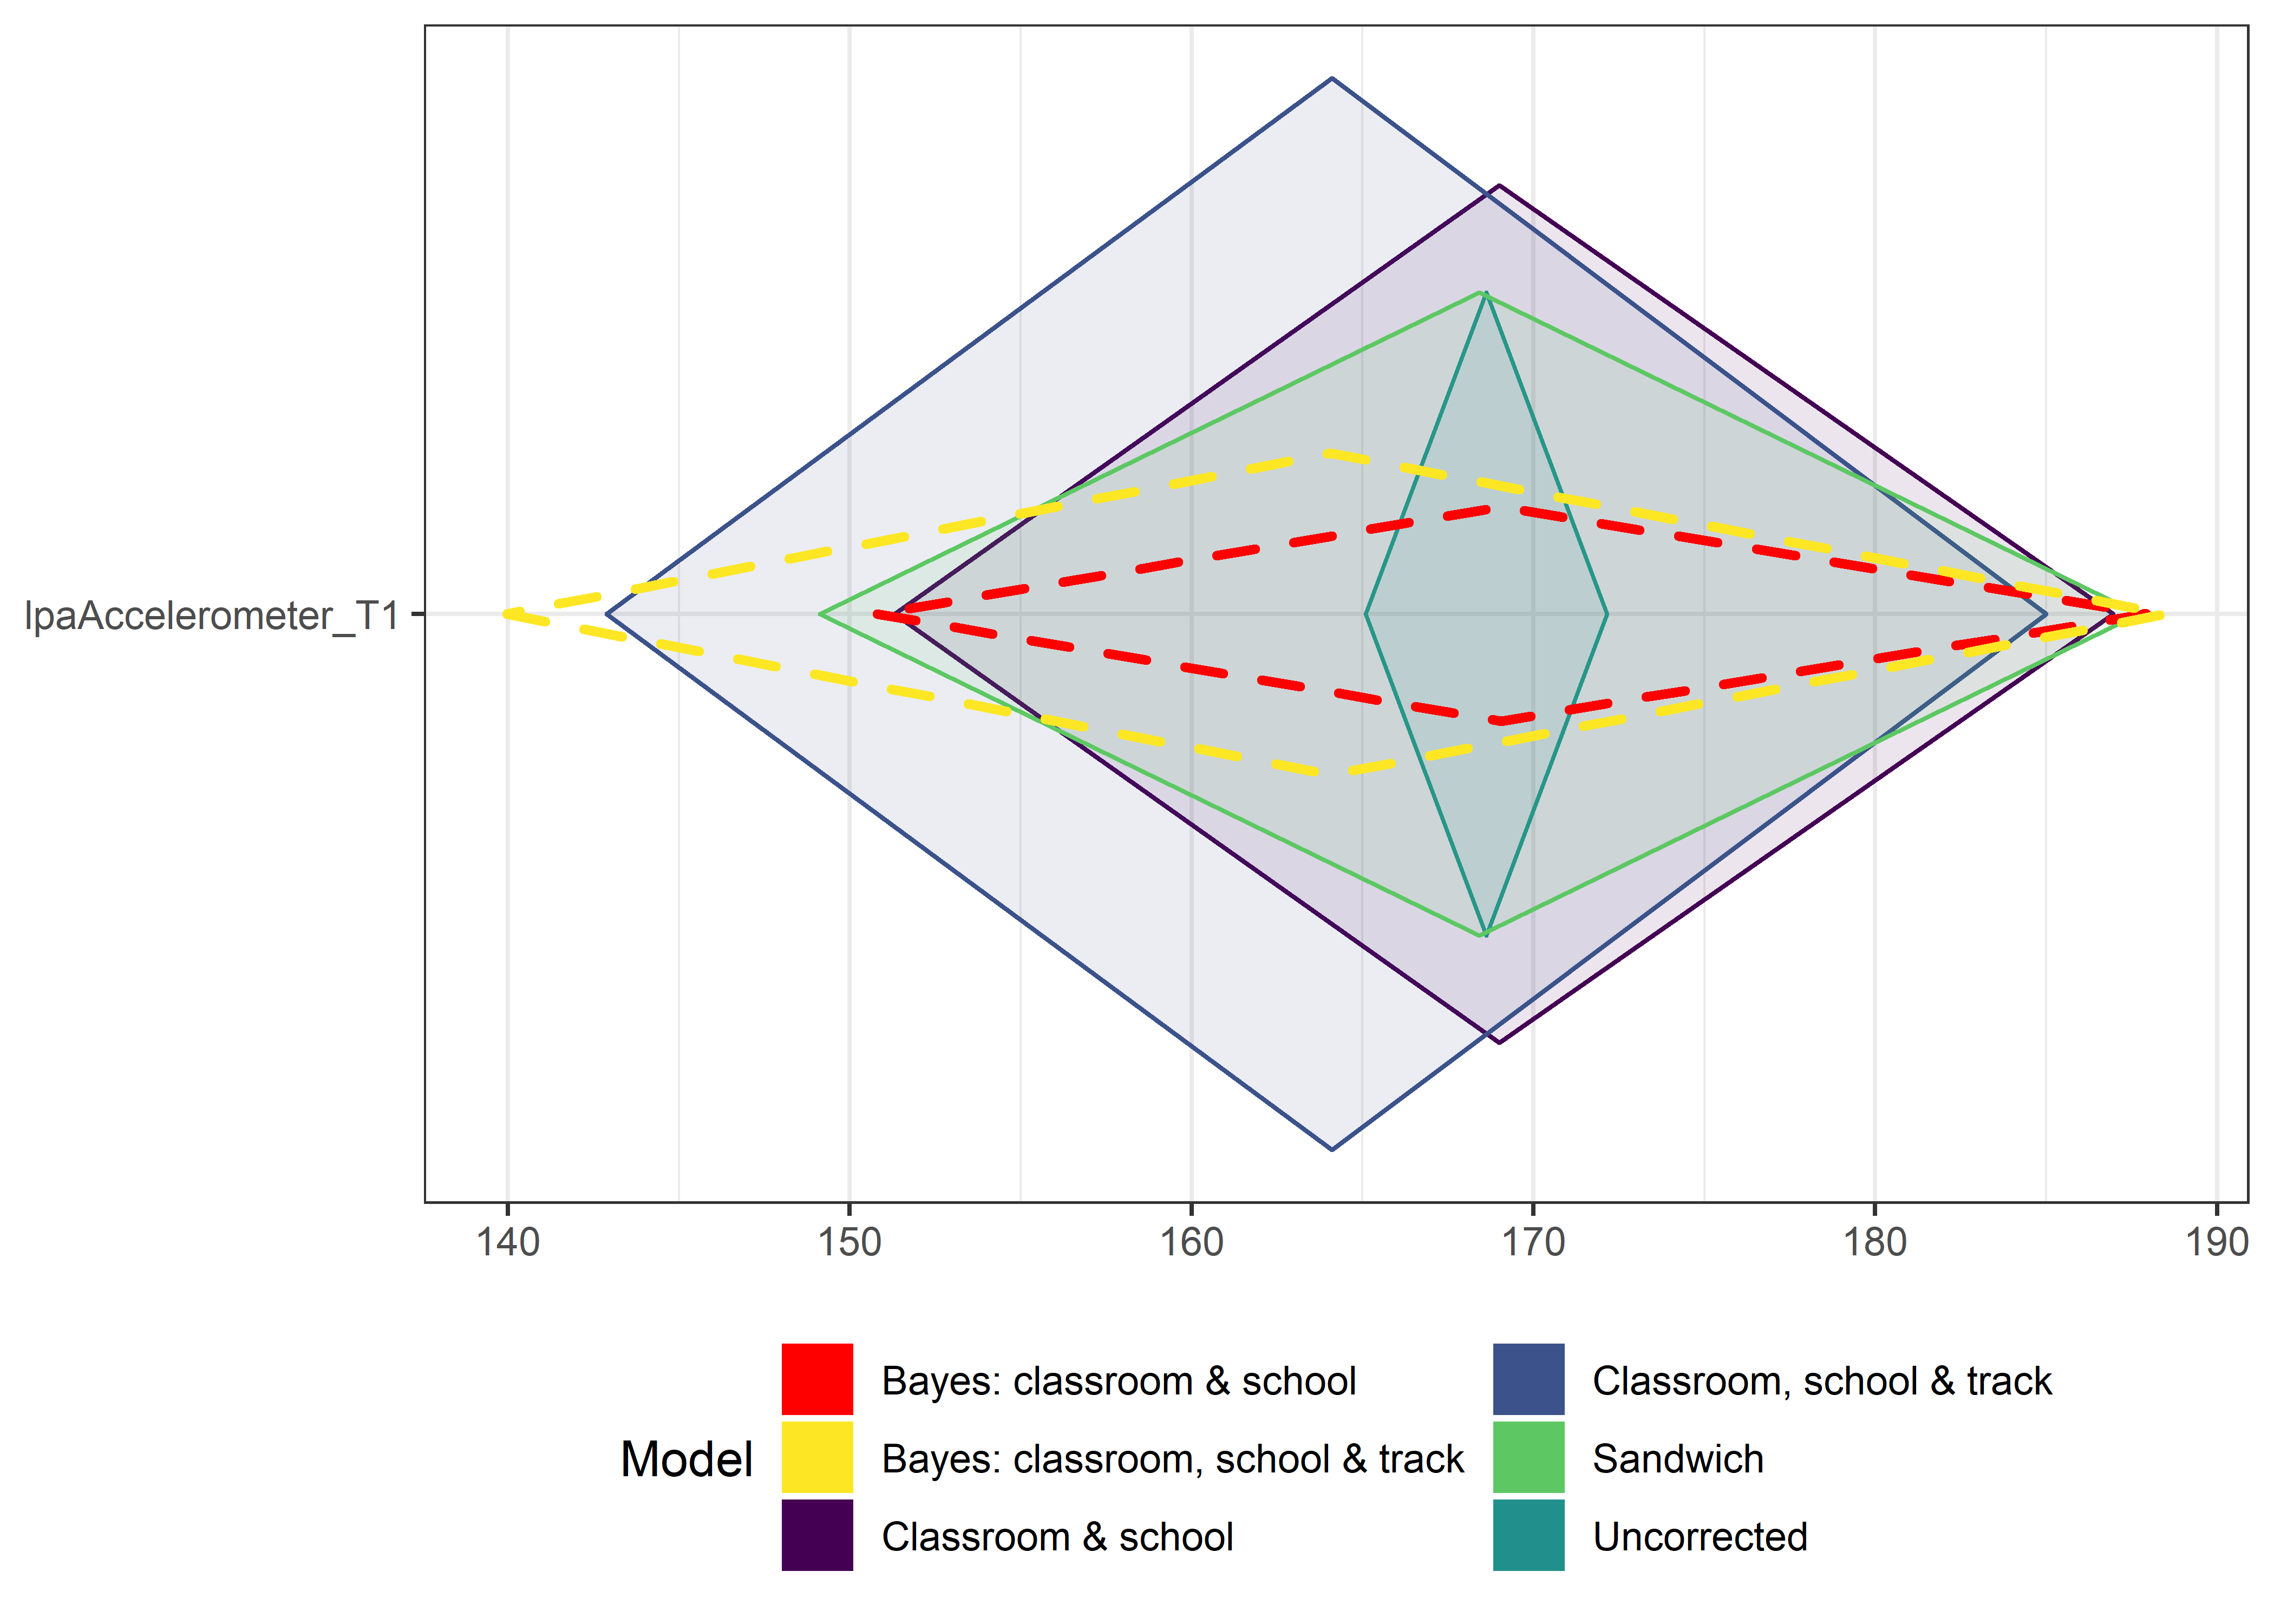 lpaAccelerometer_T1
140 150 160 170 180 190
Model
Bayes: classroom & school
Bayes: classroom, school & track
Classroom & school
Classroom, school & track
Sandwich
Uncorrected